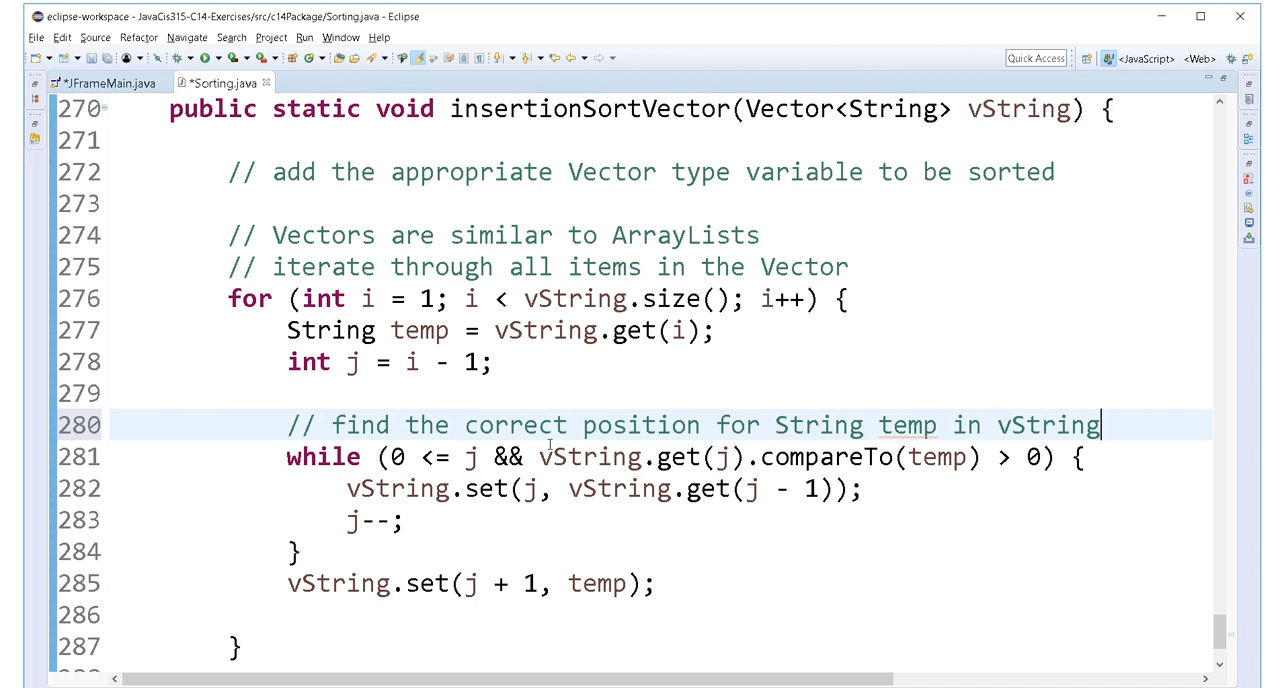 eclipse-workspace - JavaCis315-C14-Exercises/src/c14Package/Sorting.java - Eclipse
File Edit Source Refactor Navigate Search Project Run Window Help
Quick Access <JavaScript> <Web>
*JFrameMain.java *Sorting.java
270 public static void insertionSortVector(Vector<String> vString) {
271
272 // add the appropriate Vector type variable to be sorted
273
274 // Vectors are similar to ArrayLists
275 // iterate through all items in the Vector
276 for (int i = 1; i < vString.size(); i++) {
277 String temp = vString.get(i);
278 int j = i - 1;
279
280 // find the correct position for String temp in vString
281 while (0 <= j && vString.get(j).compareTo(temp) > 0) {
282 vString.set(j, vString.get(j - 1));
283 j--;
284 }
285 vString.set(j + 1, temp);
286
287 }